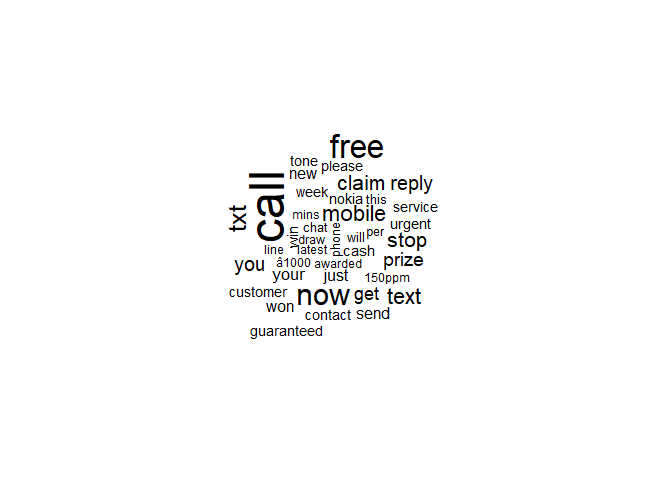 free
tone
please
new
call
claim reply
week
nokia this
txt
mins
mobile
service
chat
urgent
win
draw
phone
will
per
stop
line
latest
cash
you
â1000
awarded
prize
your
just
150ppm
customer
now
get
text
won
contact
send
guaranteed